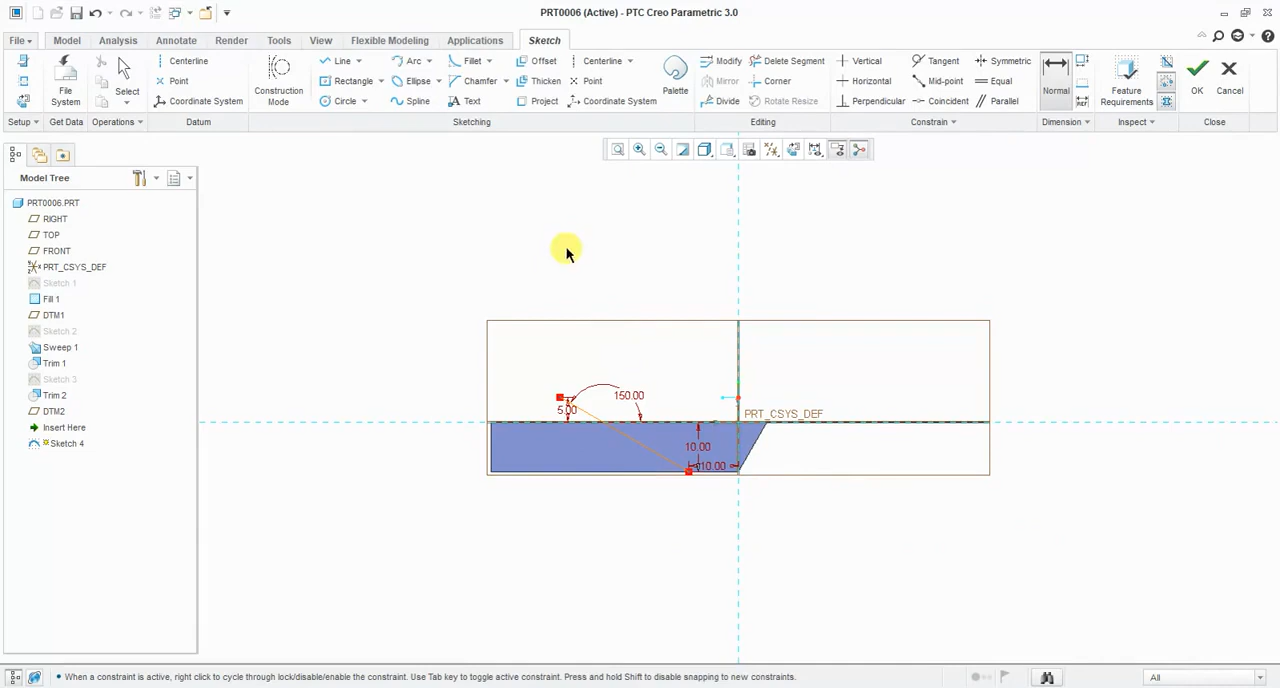 PRT0006 (Active) - PTC Creo Parametric 3.0
File Model Analysis Annotate Render Tools View Flexible Modeling Applications Sketch
Centerline Line Arc Fillet Offset Centerline Modify Delete Segment Vertical Tangent Symmetric
Point Rectangle Ellipse Chamfer Thicken Point Mirror Corner Horizontal Mid-point Equal
Coordinate System Circle Spline Text Project Coordinate System Divide Rotate Resize Perpendicular Coincident Parallel
File System Select Construction Mode Palette Normal Feature Requirements OK Cancel
Setup Get Data Operations Datum Sketching Editing Constrain Dimension Inspect Close
Model Tree
PRT0006.PRT
RIGHT
TOP
FRONT
PRT_CSYS_DEF
Sketch 1
Fill 1
DTM1
Sketch 2
Sweep 1
Trim 1
Sketch 3
Trim 2
DTM2
Insert Here
Sketch 4
150.00
5.00
PRT_CSYS_DEF
10.00
10.00
• When a constraint is active, right click to cycle through lock/disable/enable the constraint. Use Tab key to toggle active constraint. Press and hold Shift to disable snapping to new constraints.
All